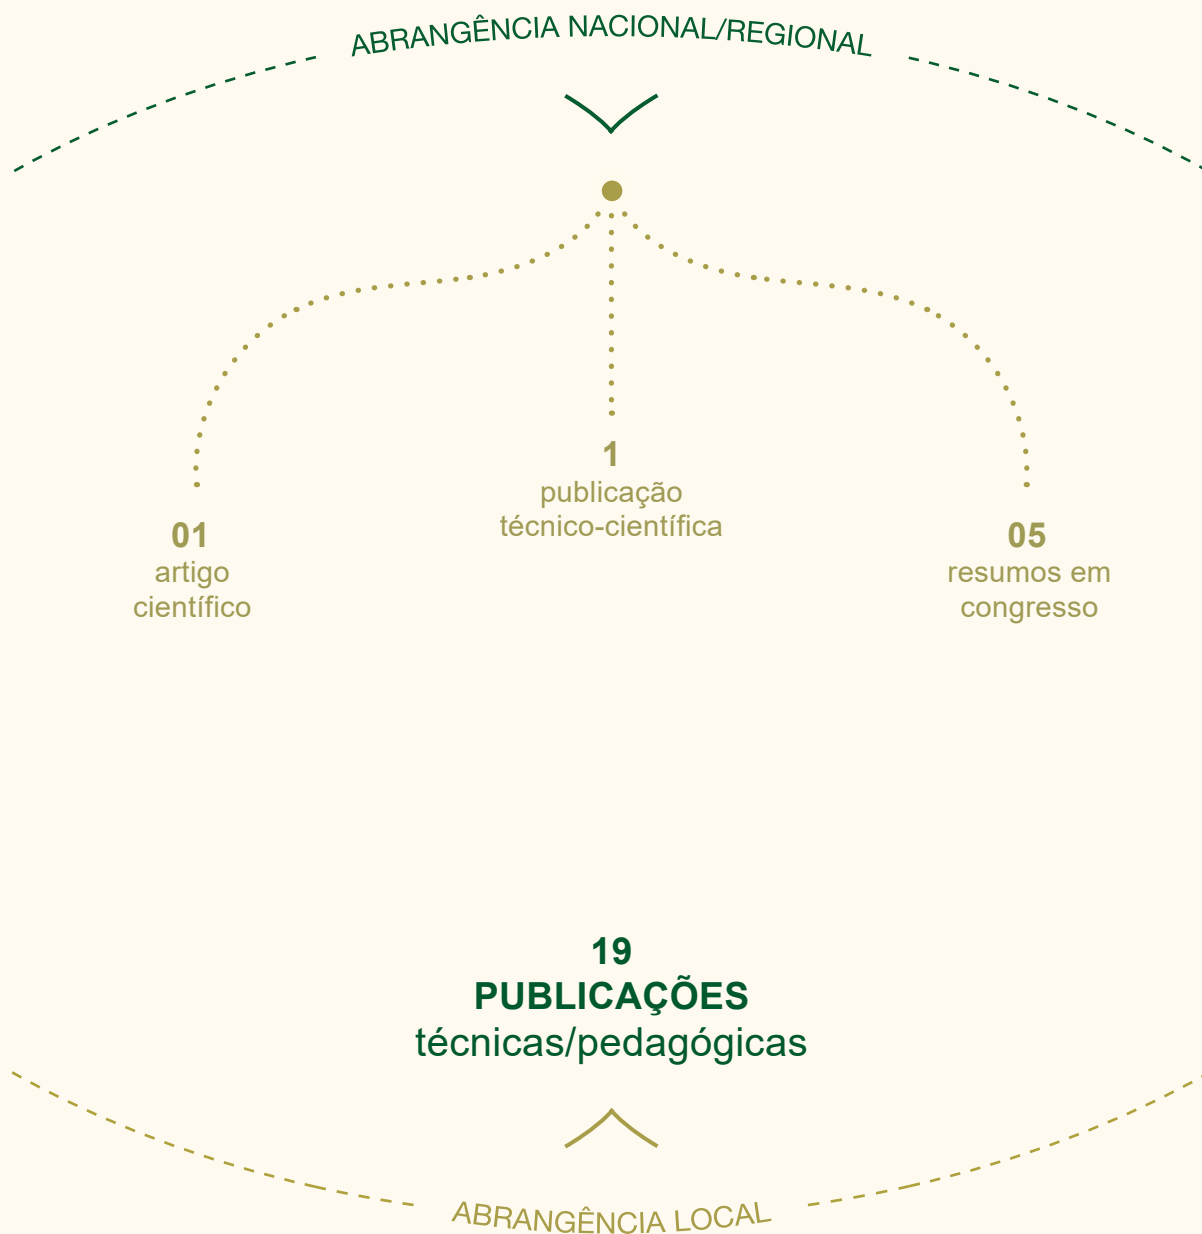 ABRANGÊNCIA NACIONAL/REGIONAL
01
artigo
científico
1
publicação
técnico-científica
05
resumos em
congresso
19
PUBLICAÇÕES
técnicas/pedagógicas
ABRANGÊNCIA LOCAL